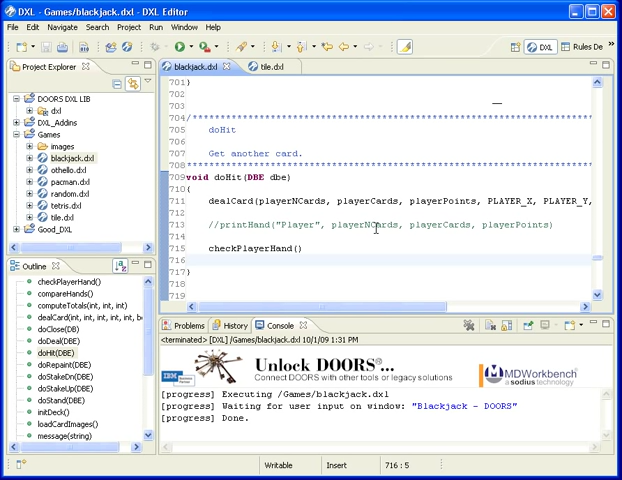 DXL - Games/blackjack.dxl - DXL Editor
File Edit Navigate Search Project Run Window Help
DXL
Rules De
Project Explorer
DOORS DXL LIB
dxl
DXL_Addins
Games
images
blackjack.dxl
othello.dxl
pacman.dxl
random.dxl
tetris.dxl
tile.dxl
Good_DXL
Outline
checkPlayerHand()
compareHands()
computeTotals(int, int, int)
dealCard(int, int, int, int, int, b
doClose(DB)
doDeal(DBE)
doHit(DBE)
doRepaint(DBE)
doStakeDn(DBE)
doStakeUp(DBE)
doStand(DBE)
initDeck()
loadCardImages()
message(string)
blackjack.dxl
tile.dxl
701 }
702
703
704 /******************************************************
705 doHit
706
707 Get another card.
708 *******************************************************
709 void doHit(DBE dbe)
710 {
711 dealCard(playerNCards, playerCards, playerPoints, PLAYER_X, PLAYER_Y,
712
713 //printHand("Player", playerNCards, playerCards, playerPoints)
714
715 checkPlayerHand()
716
717 }
718
719
Problems History Console
<terminated> [DXL] /Games/blackjack.dxl 10/1/09 1:31 PM
IBM
Unlock DOORS ...
Connect DOORS with other tools or legacy solutions
MDWorkbench
a sodius technology
[progress] Executing /Games/blackjack.dxl
[progress] Waiting for user input on window: "Blackjack - DOORS"
[progress] Done.
Writable
Insert
716 : 5